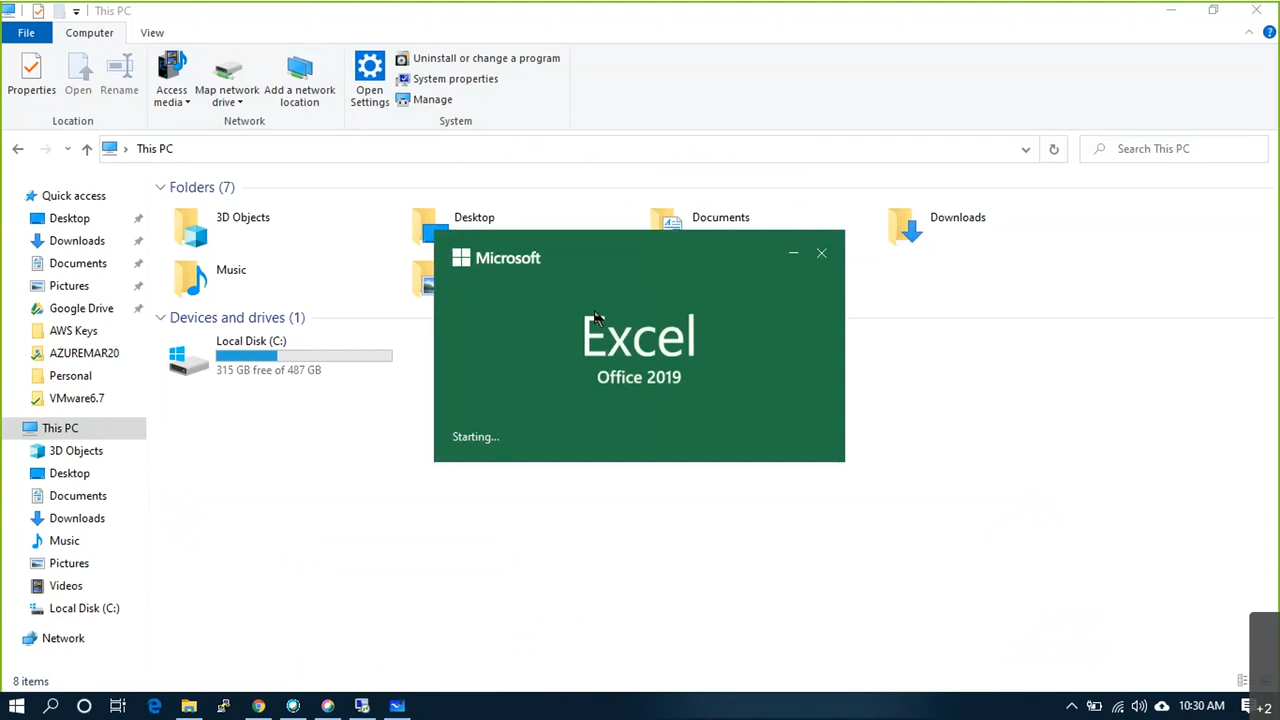 This PC
File
Computer
View
Properties
Open
Rename
Access media
Map network drive
Add a network location
Open Settings
Uninstall or change a program
System properties
Manage
Location
Network
System
This PC
Search This PC
Quick access
Desktop
Downloads
Documents
Pictures
Google Drive
AWS Keys
AZUREMAR20
Personal
VMware6.7
This PC
3D Objects
Desktop
Documents
Downloads
Music
Pictures
Videos
Local Disk (C:)
Network
Folders (7)
3D Objects
Desktop
Documents
Downloads
Music
Devices and drives (1)
Local Disk (C:)
315 GB free of 487 GB
Microsoft
Excel
Office 2019
Starting...
8 items
10:30 AM
+2